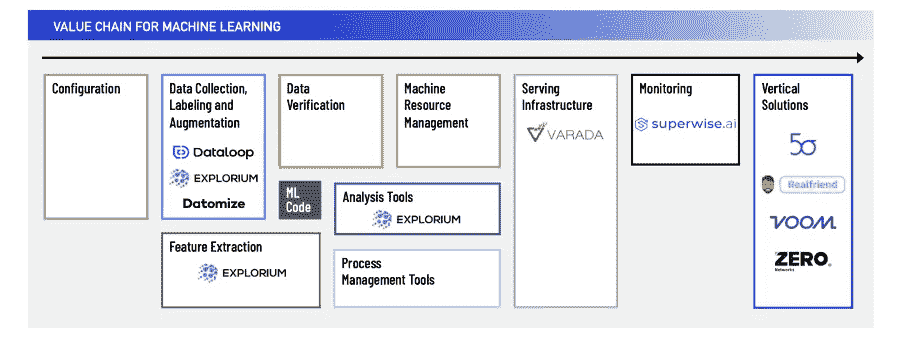 VALUE CHAIN FOR MACHINE LEARNING
Configuration
Data Collection,
Labeling and
Augmentation
Dataloop
EXPLORIUM
Datomize
Data
Verification
Machine
Resource
Management
Serving
Infrastructure
VARADA
Monitoring
superwise.ai
Vertical
Solutions
5σ
Realfriend
VOOM
ZERO
Networks
ML
Code
Analysis Tools
EXPLORIUM
Feature Extraction
EXPLORIUM
Process
Management Tools